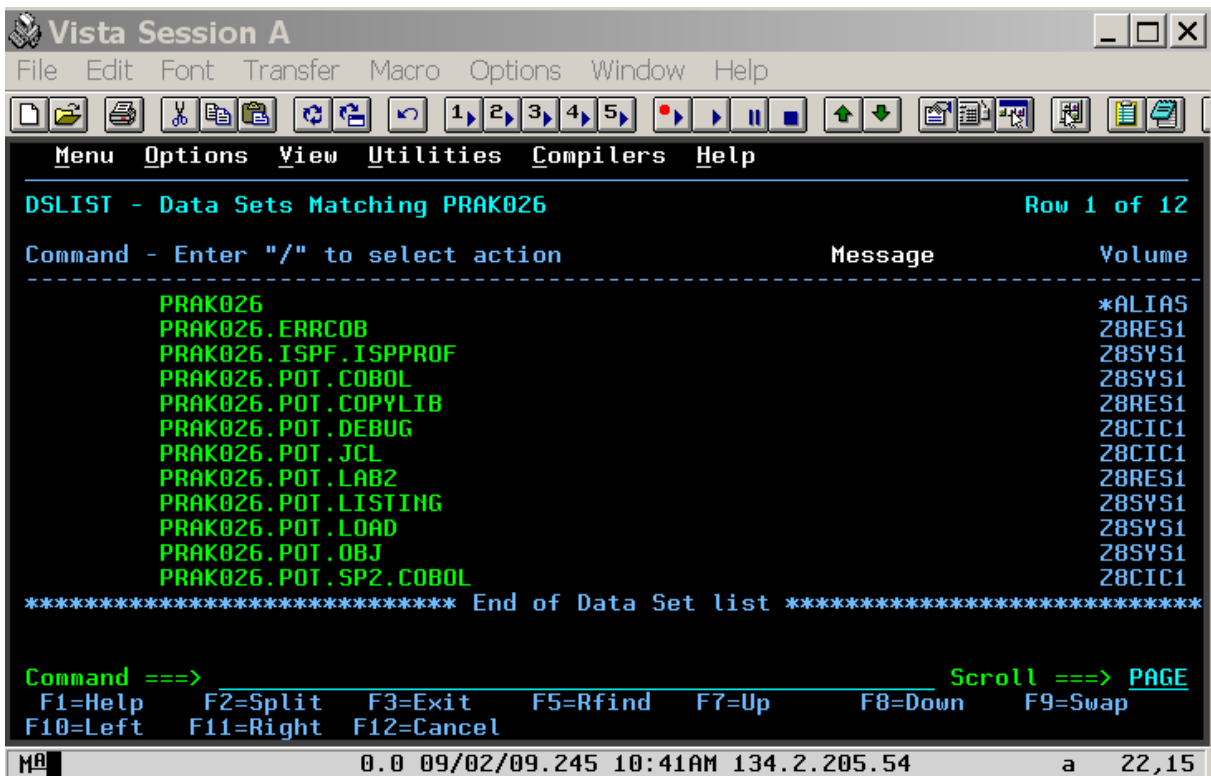 Vista Session A
File Edit Font Transfer Macro Options Window Help
1 2 3 4 5
Menu Options View Utilities Compilers Help
DSLIST - Data Sets Matching PRAK026 Row 1 of 12
Command - Enter "/" to select action Message Volume
-------------------------------------------------------------------------------
PRAK026 *ALIAS
PRAK026.ERRCOB Z8RES1
PRAK026.ISPF.ISPPROF Z8SYS1
PRAK026.POT.COBOL Z8SYS1
PRAK026.POT.COPYLIB Z8RES1
PRAK026.POT.DEBUG Z8CIC1
PRAK026.POT.JCL Z8CIC1
PRAK026.POT.LAB2 Z8RES1
PRAK026.POT.LISTING Z8SYS1
PRAK026.POT.LOAD Z8SYS1
PRAK026.POT.OBJ Z8SYS1
PRAK026.POT.SP2.COBOL Z8CIC1
***************************** End of Data Set list ****************************
Command ===> Scroll ===> PAGE
F1=Help F2=Split F3=Exit F5=Rfind F7=Up F8=Down F9=Swap
F10=Left F11=Right F12=Cancel
MA 0.0 09/02/09.245 10:41AM 134.2.205.54 a 22,15